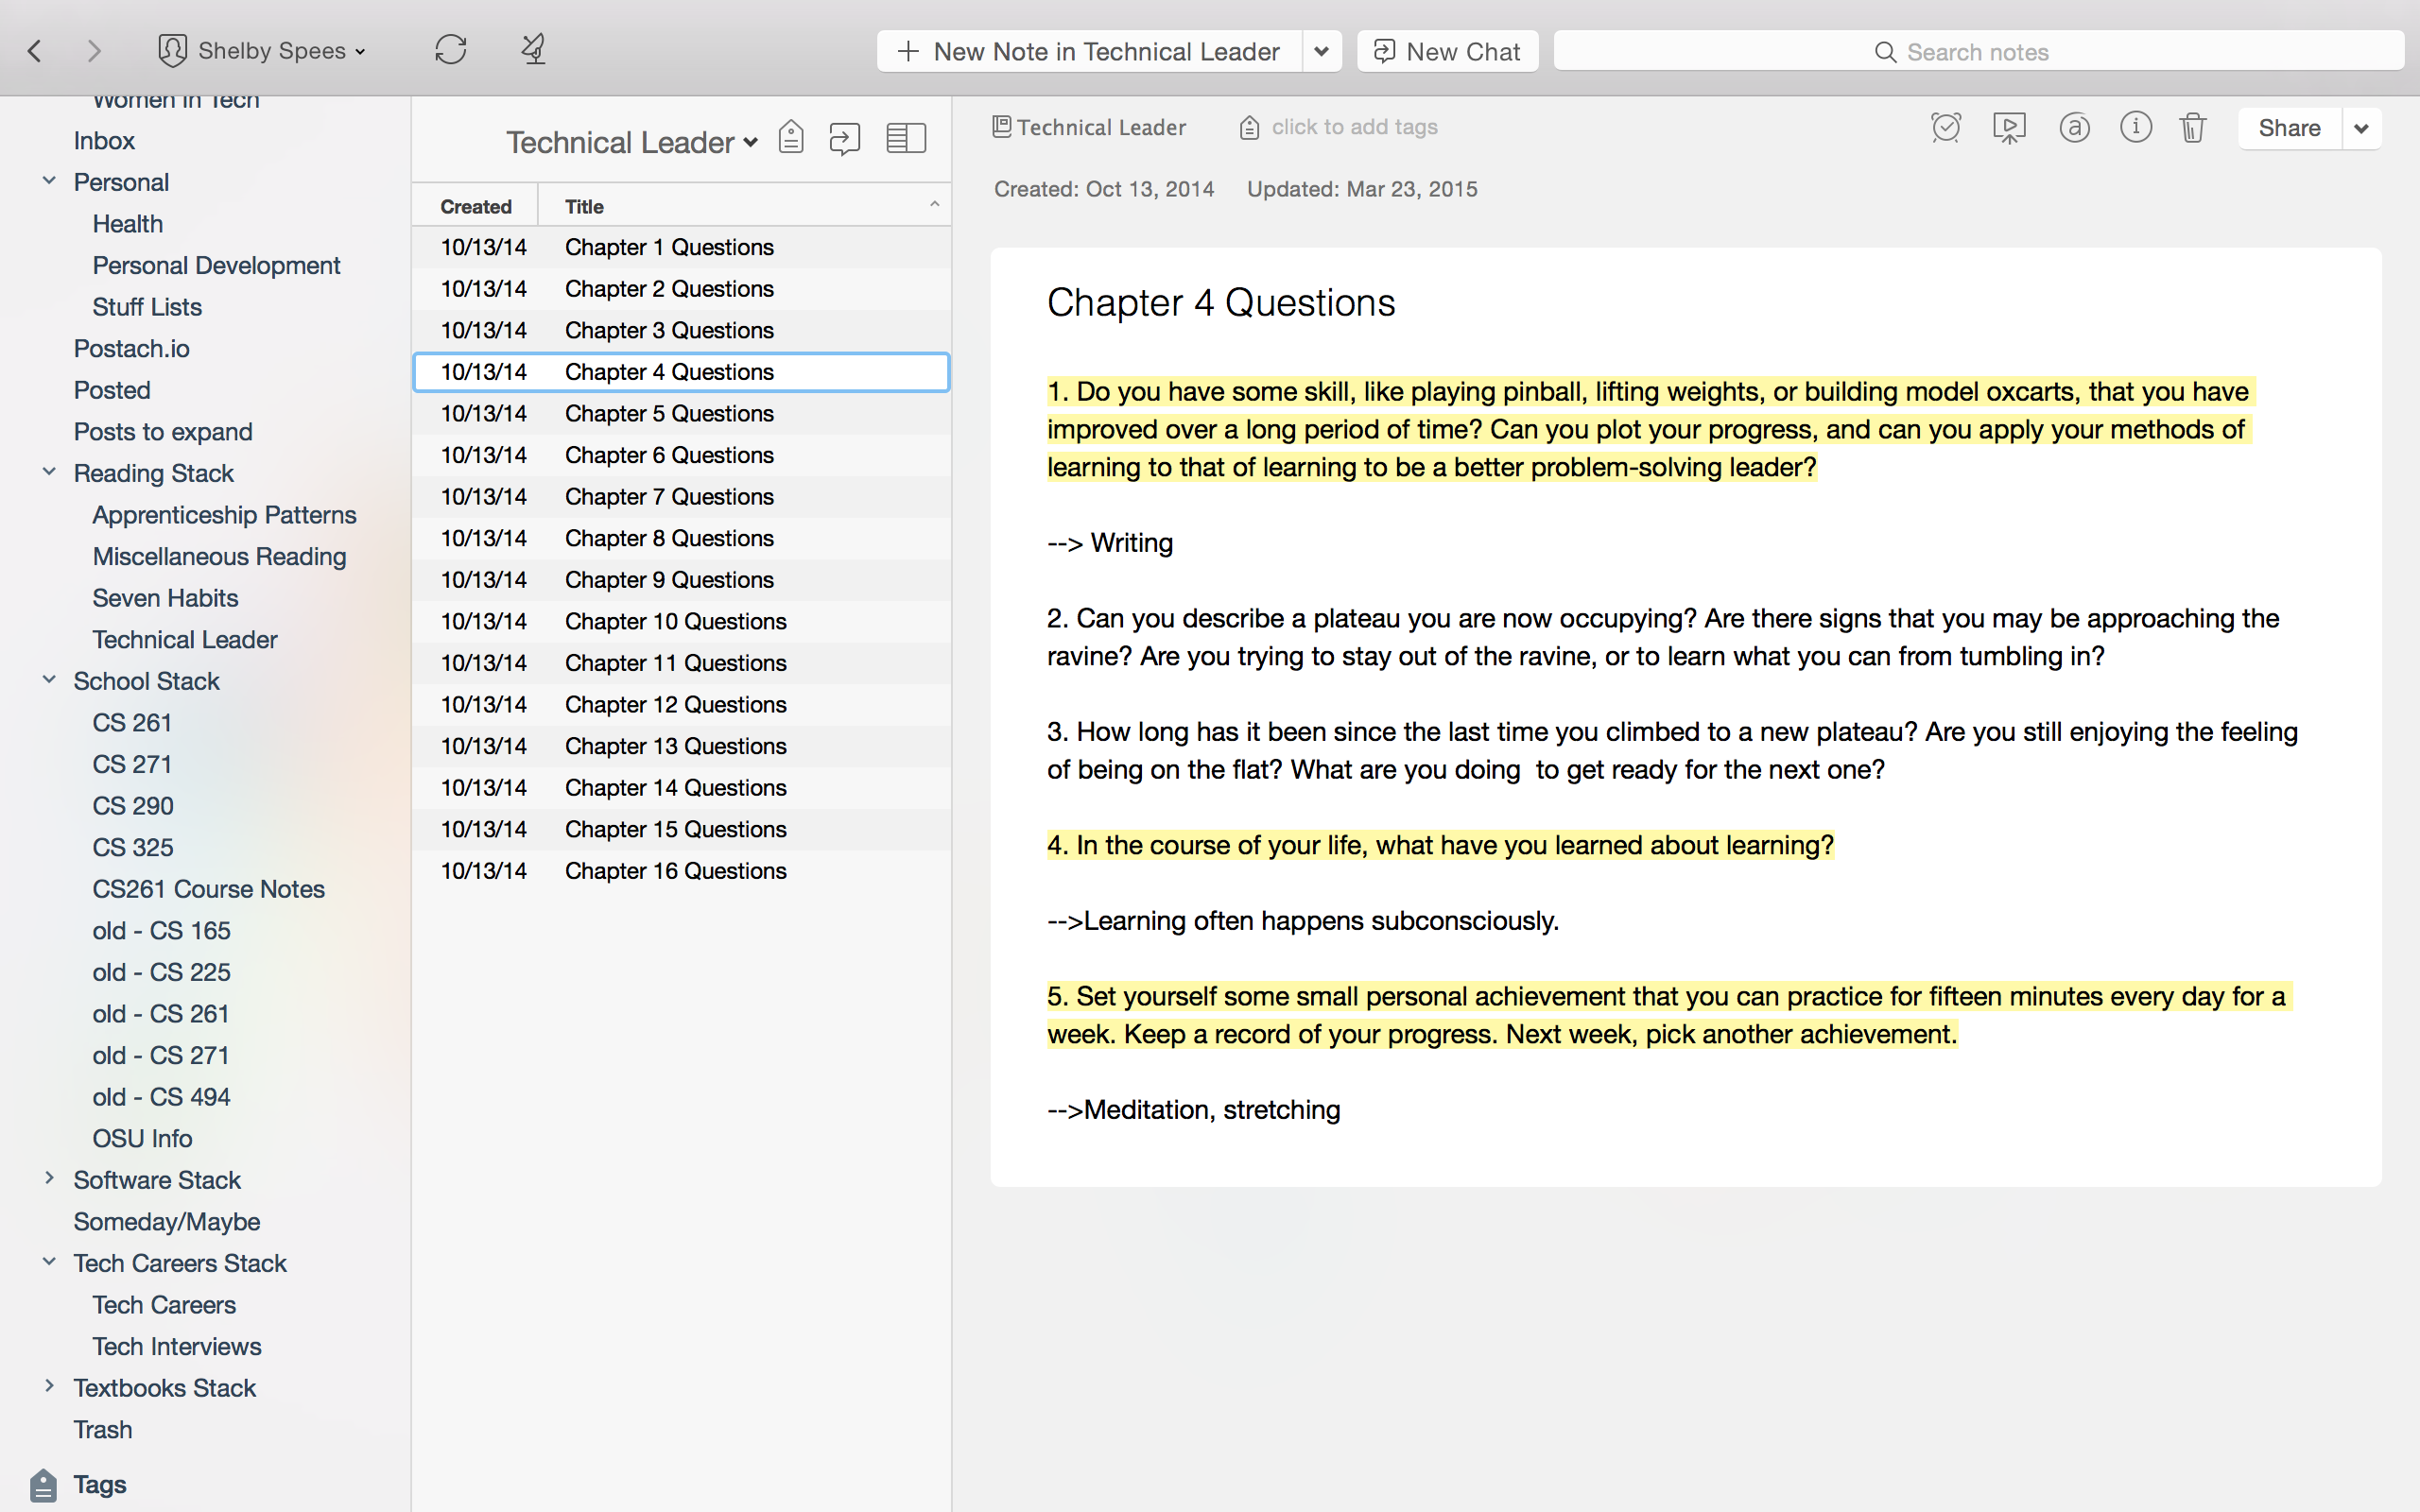 Shelby Spees
New Note in Technical Leader
New Chat
Search notes
Women in Tech
Inbox
Personal
Health
Personal Development
Stuff Lists
Postach.io
Posted
Posts to expand
Reading Stack
Apprenticeship Patterns
Miscellaneous Reading
Seven Habits
Technical Leader
School Stack
CS 261
CS 271
CS 290
CS 325
CS261 Course Notes
old - CS 165
old - CS 225
old - CS 261
old - CS 271
old - CS 494
OSU Info
Software Stack
Someday/Maybe
Tech Careers Stack
Tech Careers
Tech Interviews
Textbooks Stack
Trash
Tags
Technical Leader
Created Title
10/13/14 Chapter 1 Questions
10/13/14 Chapter 2 Questions
10/13/14 Chapter 3 Questions
10/13/14 Chapter 4 Questions
10/13/14 Chapter 5 Questions
10/13/14 Chapter 6 Questions
10/13/14 Chapter 7 Questions
10/13/14 Chapter 8 Questions
10/13/14 Chapter 9 Questions
10/13/14 Chapter 10 Questions
10/13/14 Chapter 11 Questions
10/13/14 Chapter 12 Questions
10/13/14 Chapter 13 Questions
10/13/14 Chapter 14 Questions
10/13/14 Chapter 15 Questions
10/13/14 Chapter 16 Questions
Technical Leader click to add tags
Share
Created: Oct 13, 2014 Updated: Mar 23, 2015
Chapter 4 Questions
1. Do you have some skill, like playing pinball, lifting weights, or building model oxcarts, that you have
improved over a long period of time? Can you plot your progress, and can you apply your methods of
learning to that of learning to be a better problem-solving leader?
--> Writing
2. Can you describe a plateau you are now occupying? Are there signs that you may be approaching the
ravine? Are you trying to stay out of the ravine, or to learn what you can from tumbling in?
3. How long has it been since the last time you climbed to a new plateau? Are you still enjoying the feeling
of being on the flat? What are you doing  to get ready for the next one?
4. In the course of your life, what have you learned about learning?
-->Learning often happens subconsciously.
5. Set yourself some small personal achievement that you can practice for fifteen minutes every day for a
week. Keep a record of your progress. Next week, pick another achievement.
-->Meditation, stretching